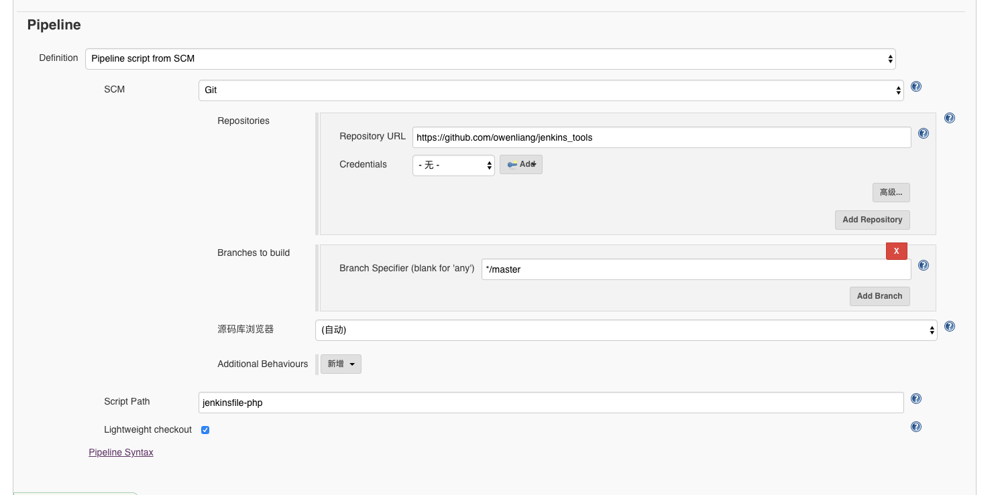 Pipeline
Definition
Pipeline script from SCM
SCM
Git
Repositories
Repository URL
https://github.com/owenliang/jenkins_tools
Credentials
- 无 -
Add
高级...
Add Repository
Branches to build
X
Branch Specifier (blank for 'any')
*/master
Add Branch
源码库浏览器
(自动)
Additional Behaviours
新增
Script Path
jenkinsfile-php
Lightweight checkout
Pipeline Syntax